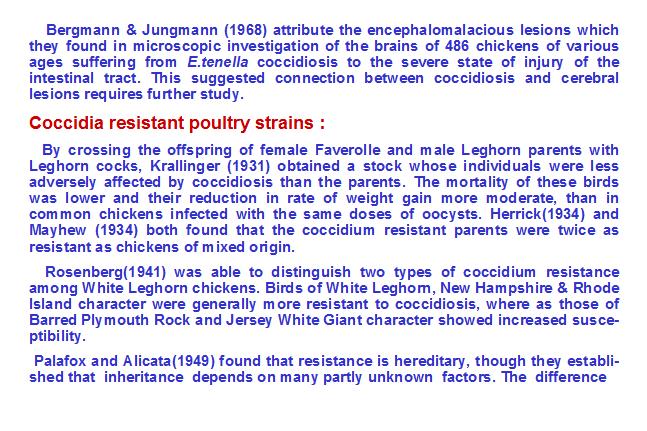 Bergmann & Jungmann (1968) attribute the encephalomalacious lesions which
they found in microscopic investigation of the brains of 486 chickens of various
ages suffering from E.tenella coccidiosis to the severe state of injury of the
intestinal tract. This suggested connection between coccidiosis and cerebral
lesions requires further study.
Coccidia resistant poultry strains :
By crossing the offspring of female Faverolle and male Leghorn parents with
Leghorn cocks, Krallinger (1931) obtained a stock whose individuals were less
adversely affected by coccidiosis than the parents. The mortality of these birds
was lower and their reduction in rate of weight gain more moderate, than in
common chickens infected with the same doses of oocysts. Herrick(1934) and
Mayhew (1934) both found that the coccidium resistant parents were twice as
resistant as chickens of mixed origin.
Rosenberg(1941) was able to distinguish two types of coccidium resistance
among White Leghorn chickens. Birds of White Leghorn, New Hampshire & Rhode
Island character were generally more resistant to coccidiosis, where as those of
Barred Plymouth Rock and Jersey White Giant character showed increased susce-
ptibility.
Palafox and Alicata(1949) found that resistance is hereditary, though they establi-
shed that inheritance depends on many partly unknown factors. The difference